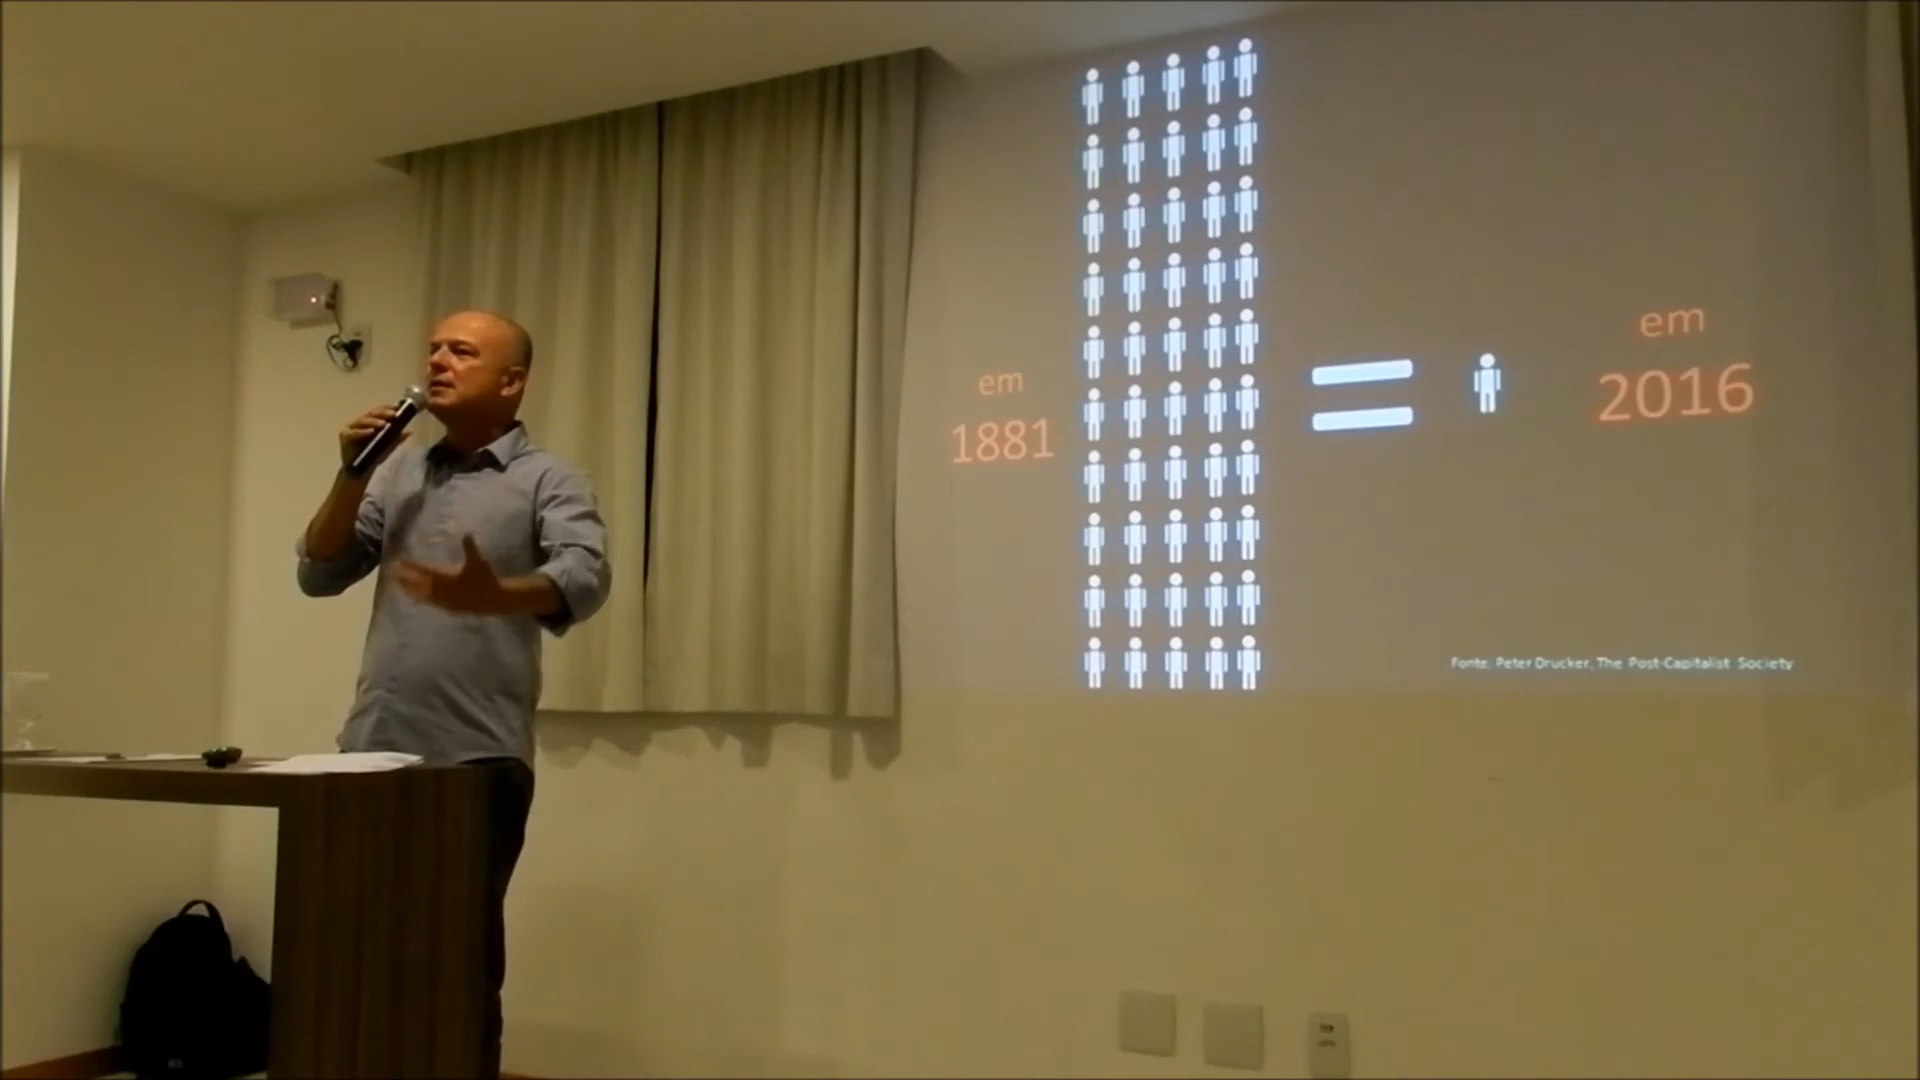 em
1881
em
2016
Fonte: Peter Drucker, The Post-Capitalist Society